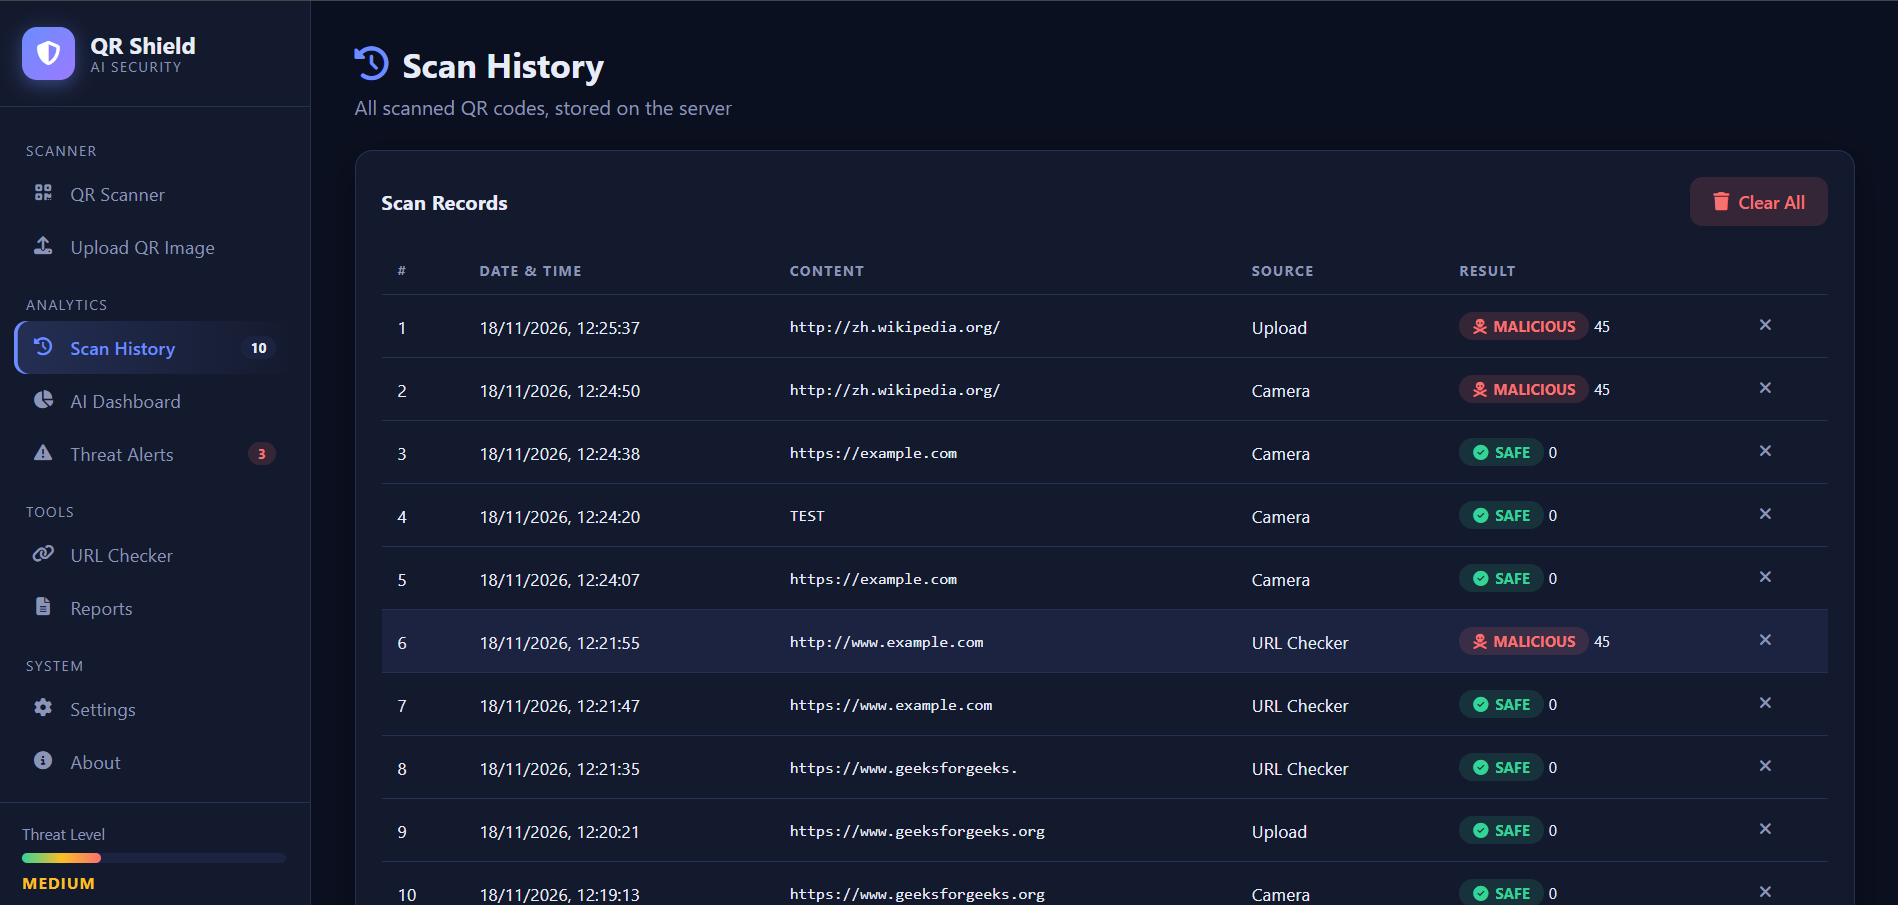 QR Shield
AI SECURITY
SCANNER
QR Scanner
Upload QR Image
ANALYTICS
Scan History 10
AI Dashboard
Threat Alerts 3
TOOLS
URL Checker
Reports
SYSTEM
Settings
About
Threat Level
MEDIUM
Scan History
All scanned QR codes, stored on the server
Scan Records
Clear All
# DATE & TIME CONTENT SOURCE RESULT
1 18/11/2026, 12:25:37 http://zh.wikipedia.org/ Upload MALICIOUS 45 ×
2 18/11/2026, 12:24:50 http://zh.wikipedia.org/ Camera MALICIOUS 45 ×
3 18/11/2026, 12:24:38 https://example.com Camera SAFE 0 ×
4 18/11/2026, 12:24:20 TEST Camera SAFE 0 ×
5 18/11/2026, 12:24:07 https://example.com Camera SAFE 0 ×
6 18/11/2026, 12:21:55 http://www.example.com URL Checker MALICIOUS 45 ×
7 18/11/2026, 12:21:47 https://www.example.com URL Checker SAFE 0 ×
8 18/11/2026, 12:21:35 https://www.geeksforgeeks. URL Checker SAFE 0 ×
9 18/11/2026, 12:20:21 https://www.geeksforgeeks.org Upload SAFE 0 ×
10 18/11/2026, 12:19:13 https://www.geeksforgeeks.org Camera SAFE 0 ×